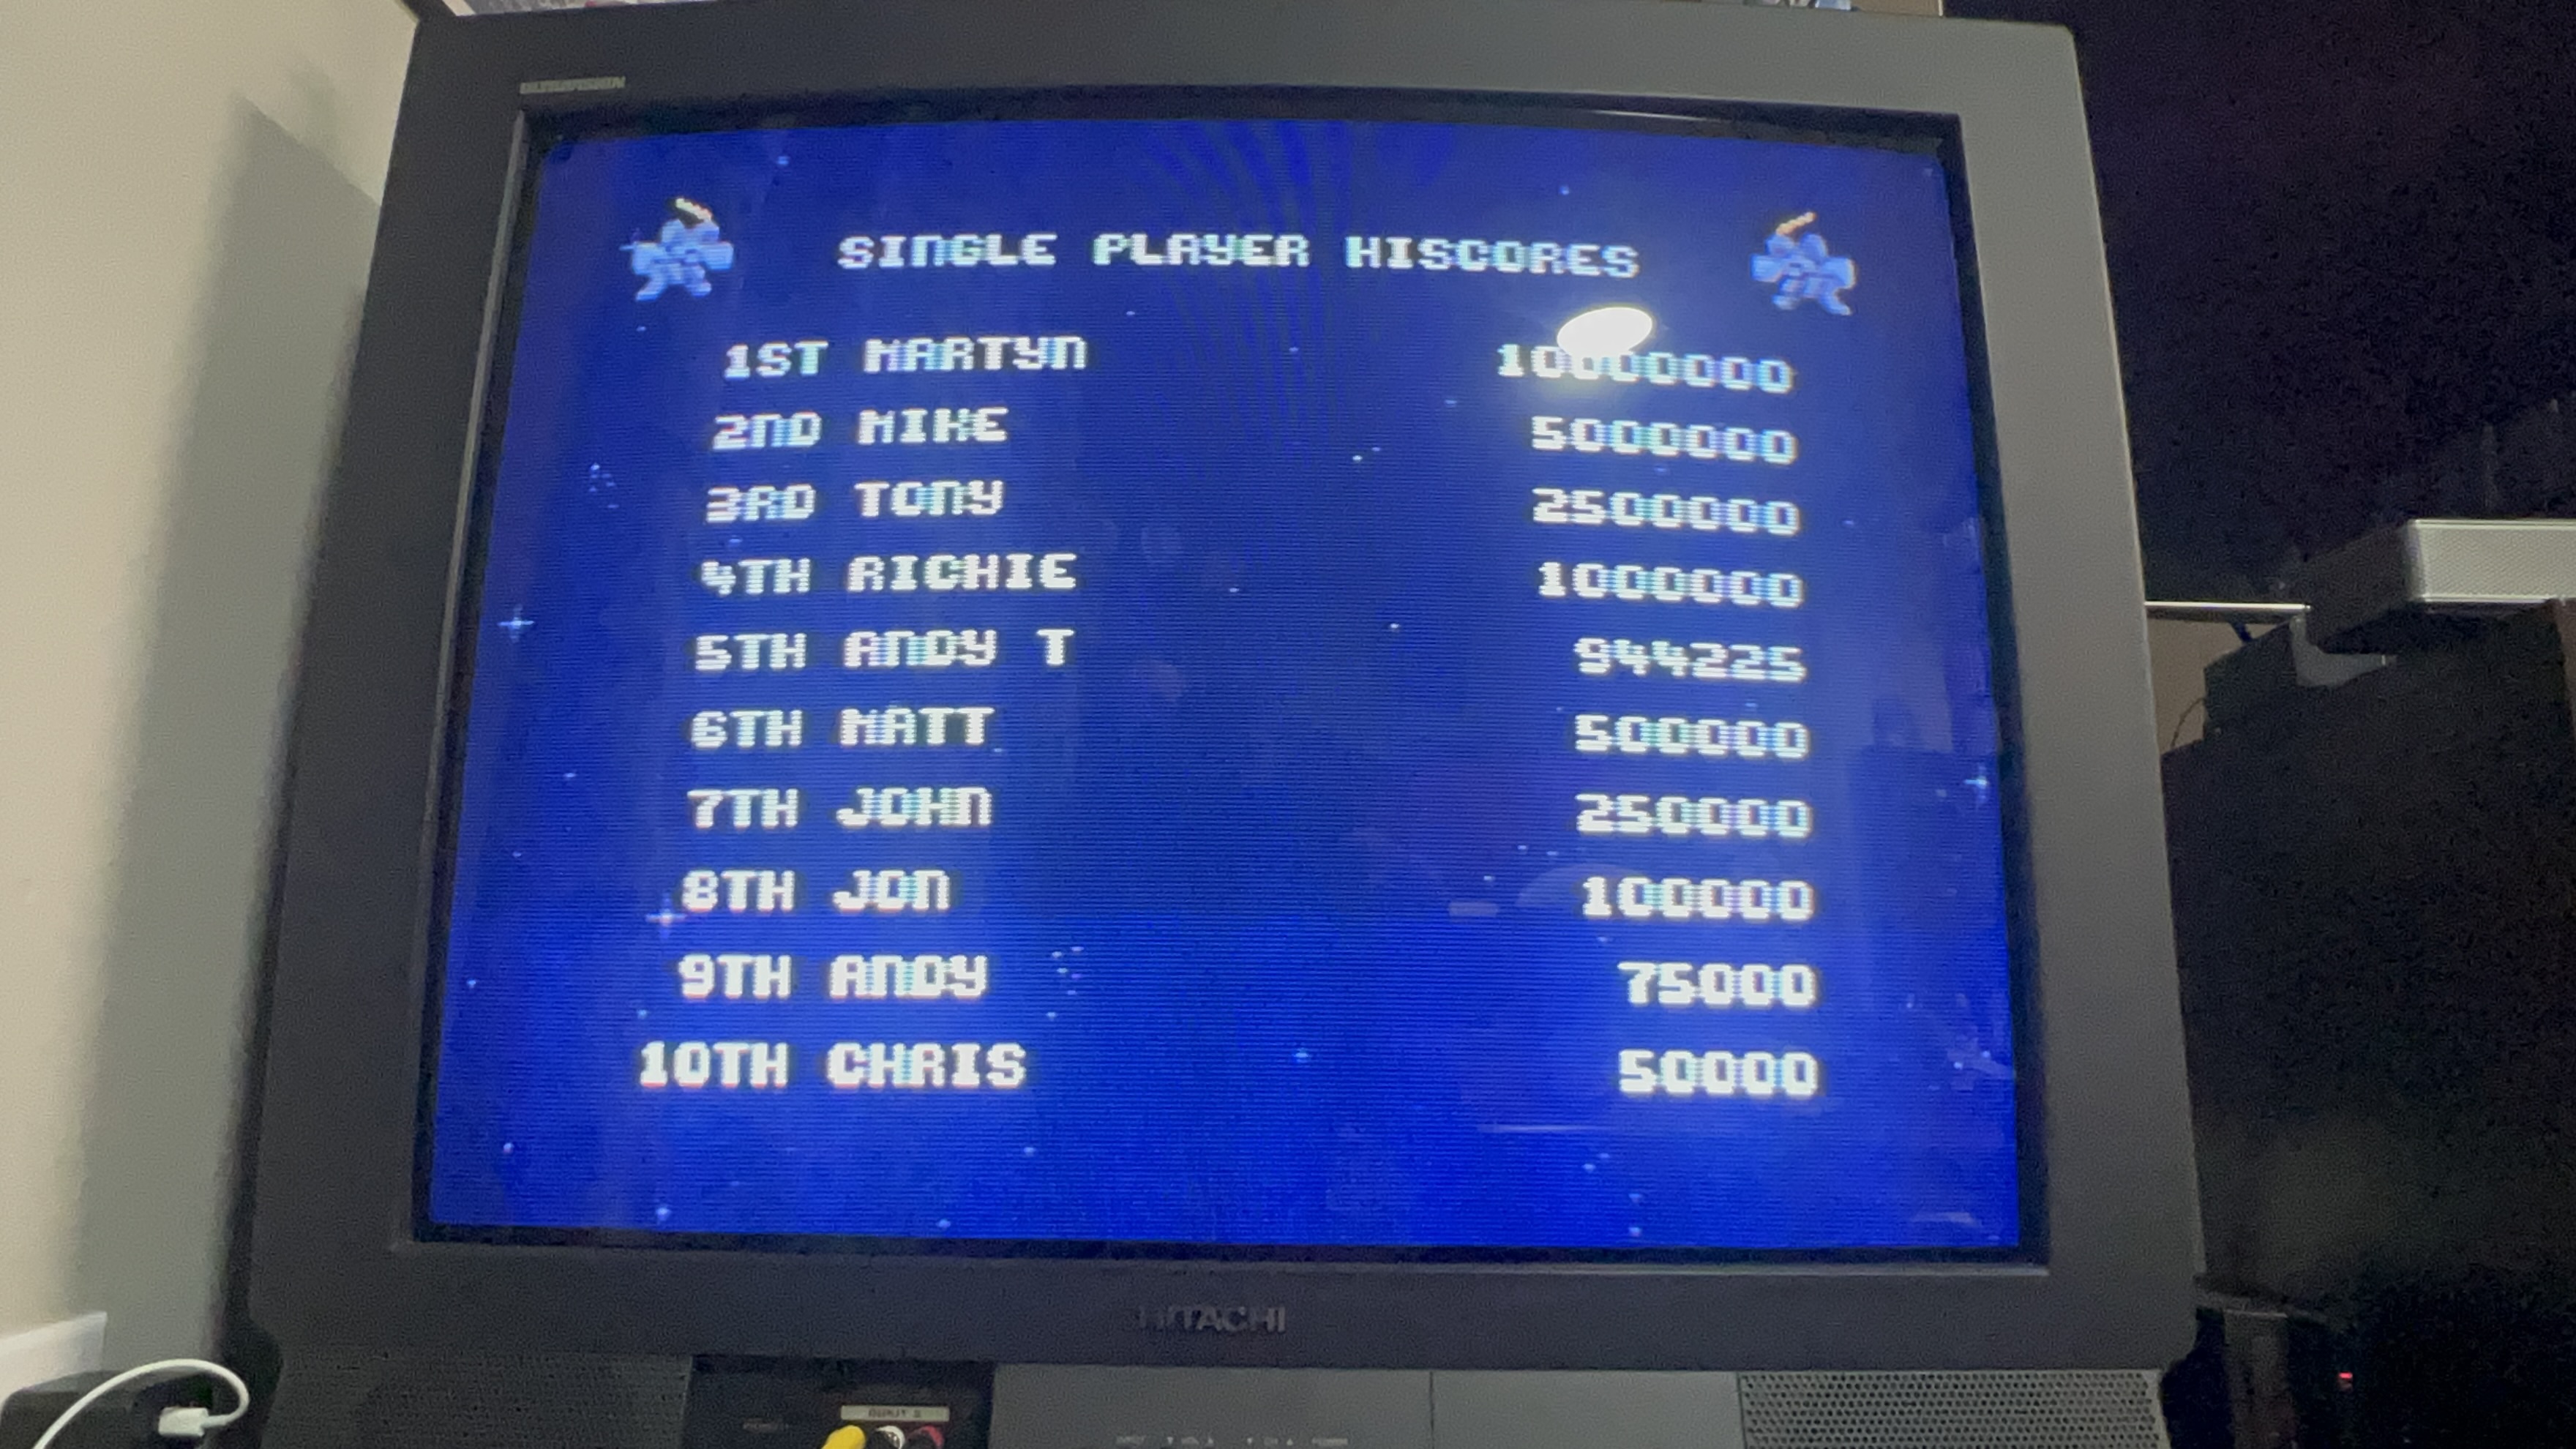 SINGLE PLAYER HISCORES
1ST MARTYN 10000000
2ND MIKE 5000000
3RD TONY 2500000
4TH RICHIE 1000000
5TH ANDY T 944225
6TH MATT 500000
7TH JOHN 250000
8TH JON 100000
9TH ANDY 75000
10TH CHRIS 50000
HITACHI